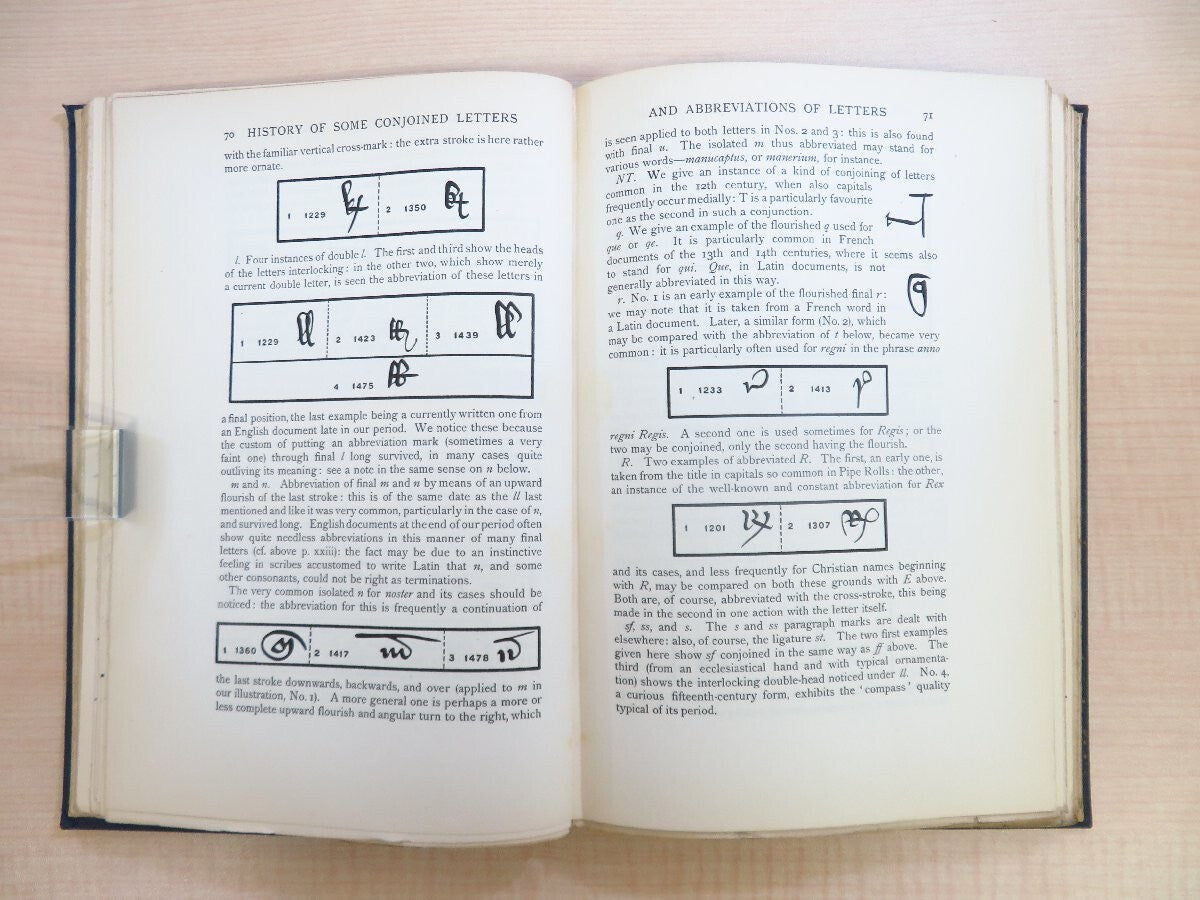 70 HISTORY OF SOME CONJOINED LETTERS
with the familiar vertical cross-mark : the extra stroke is here rather
more ornate.
1 1229 2 1350
l. Four instances of double l. The first and third show the heads
of the letters interlocking : in the other two, which show merely
a current double letter, is seen the abbreviation of these letters in
1 1229 2 1423 3 1439
4 1475
a final position, the last example being a currently written one from
an English document late in our period. We notice these because
the custom of putting an abbreviation mark (sometimes a very
faint one) through final l long survived, in many cases quite
outliving its meaning : see a note in the same sense on n below.
m and n. Abbreviation of final m and n by means of an upward
flourish of the last stroke : this is of the same date as the ll last
mentioned and like it was very common, particularly in the case of n,
and survived long. English documents at the end of our period often
show quite needless abbreviations in this manner of many final
letters (cf. above p. xxiii): the fact may be due to an instinctive
feeling in scribes accustomed to write Latin that n, and some
other consonants, could not be right as terminations.
The very common isolated n for noster and its cases should be
noticed : the abbreviation for this is frequently a continuation of
1 1360 2 1417 3 1478
the last stroke downwards, backwards, and over (applied to m in
our illustration, No. 1). A more general one is perhaps a more or
less complete upward flourish and angular turn to the right, which
AND ABBREVIATIONS OF LETTERS 71
is seen applied to both letters in Nos. 2 and 3 : this is also found
with final u. The isolated m thus abbreviated may stand for
various words—manucaptus, or manerium, for instance.
NT. We give an instance of a kind of conjoining of letters
common in the 12th century, when also capitals
frequently occur medially: T is a particularly favourite
one as the second in such a conjunction.
q. We give an example of the flourished q used for
que or qe. It is particularly common in French
documents of the 13th and 14th centuries, where it seems also
to stand for qui. Que, in Latin documents, is not
generally abbreviated in this way.
r. No. 1 is an early example of the flourished final r :
we may note that it is taken from a French word in
a Latin document. Later, a similar form (No. 2), which
may be compared with the abbreviation of t below, became very
common : it is particularly often used for regni in the phrase anno
1 1233 2 1413
regni Regis. A second one is used sometimes for Regis; or the
two may be conjoined, only the second having the flourish.
R. Two examples of abbreviated R. The first, an early one, is
taken from the title in capitals so common in Pipe Rolls : the other,
an instance of the well-known and constant abbreviation for Rex
1 1201 2 1307
and its cases, and less frequently for Christian names beginning
with R, may be compared on both these grounds with E above.
Both are, of course, abbreviated with the cross-stroke, this being
made in the second in one action with the letter itself.
sf, ss, and s. The s and ss paragraph marks are dealt with
elsewhere: also, of course, the ligature st. The two first examples
given here show sf conjoined in the same way as ff above. The
third (from an ecclesiastical hand and with typical ornamenta-
tion) shows the interlocking double-head noticed under ll. No. 4,
a curious fifteenth-century form, exhibits the 'compass' quality
typical of its period.